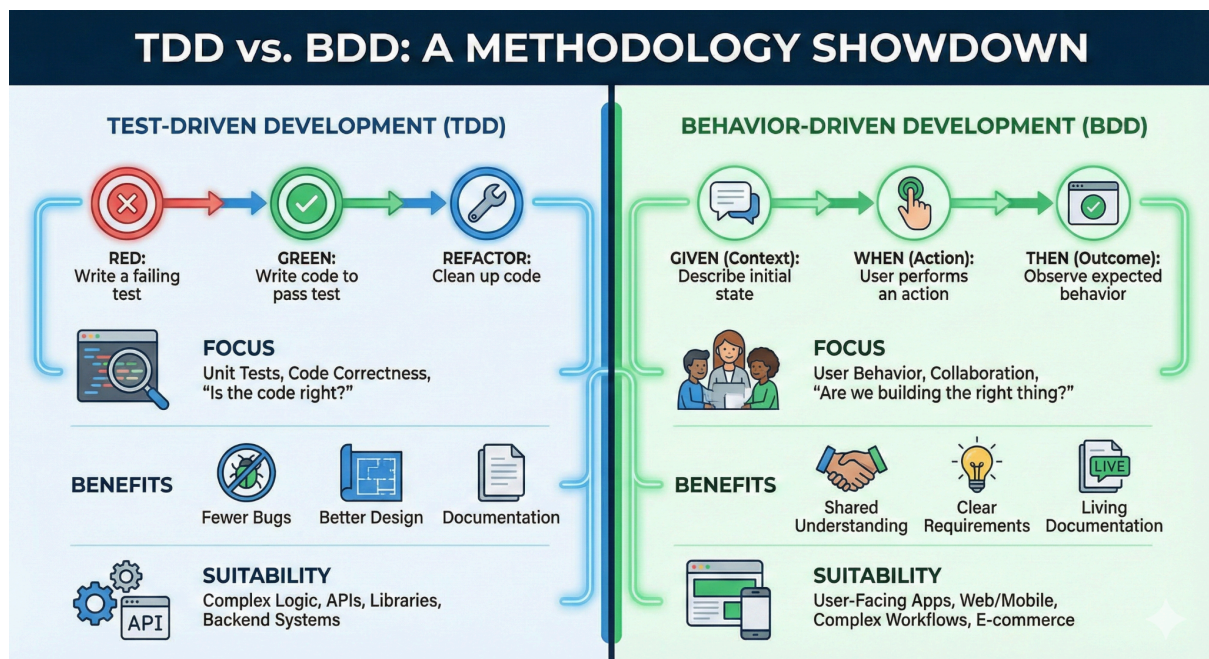 TDD vs. BDD: A METHODOLOGY SHOWDOWN
TEST-DRIVEN DEVELOPMENT (TDD)
RED:
Write a failing
test
GREEN:
Write code to
pass test
REFACTOR:
Clean up code
FOCUS
Unit Tests, Code Correctness,
“Is the code right?”
BENEFITS
Fewer Bugs
Better Design
Documentation
API
SUITABILITY
Complex Logic, APIs, Libraries,
Backend Systems
BEHAVIOR-DRIVEN DEVELOPMENT (BDD)
GIVEN (Context):
Describe initial
state
WHEN (Action):
User performs
an action
THEN (Outcome):
Observe expected
behavior
FOCUS
User Behavior, Collaboration,
“Are we building the right thing?”
BENEFITS
Shared
Understanding
Clear
Requirements
LIVE
Living
Documentation
SUITABILITY
User-Facing Apps, Web/Mobile,
Complex Workflows, E-commerce